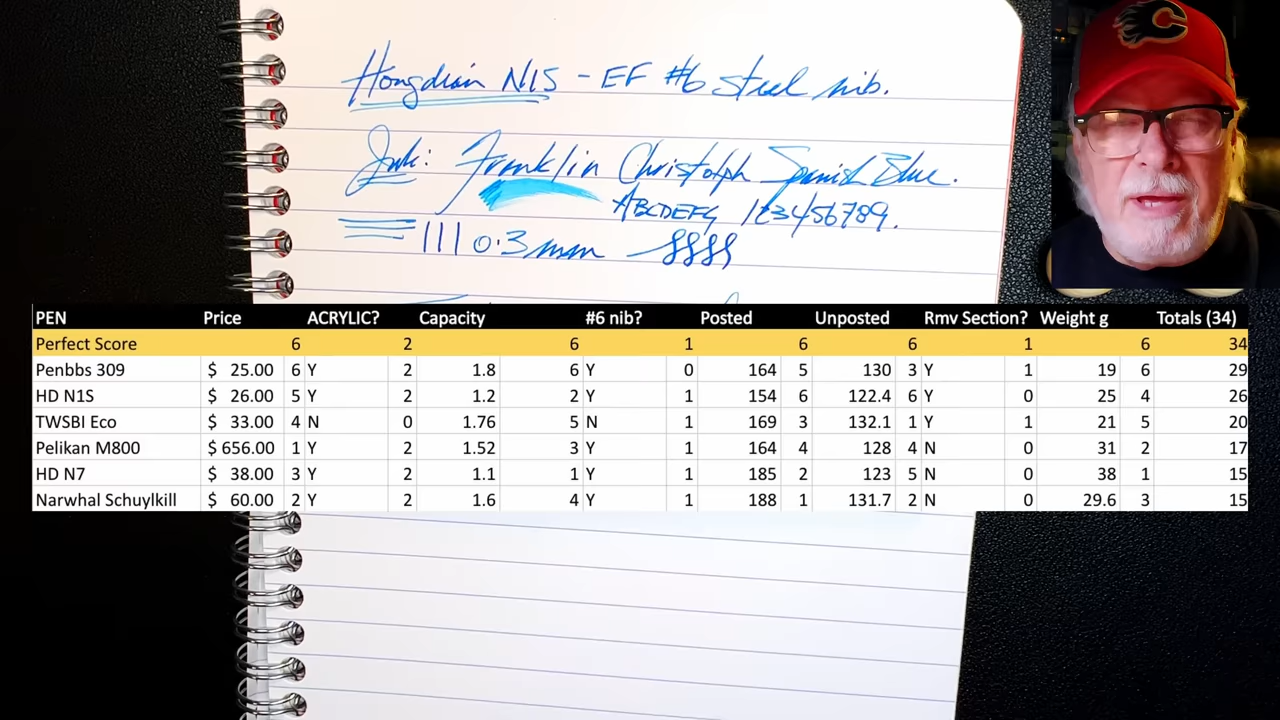 Hongdian N1S - EF #6 steel nib.
Ink: Franklin Christoph Spanish Blue.
ABCDEFG 123456789.
0.3mm
PEN Price ACRYLIC? Capacity #6 nib? Posted Unposted Rmv Section? Weight g Totals (34)
Perfect Score 6 2 6 1 6 6 1 6 34
Penbbs 309 $ 25.00 6 Y 2 1.8 6 Y 0 164 5 130 3 Y 1 19 6 29
HD N1S $ 26.00 5 Y 2 1.2 2 Y 1 154 6 122.4 6 Y 0 25 4 26
TWSBI Eco $ 33.00 4 N 0 1.76 5 N 1 169 3 132.1 1 Y 1 21 5 20
Pelikan M800 $ 656.00 1 Y 2 1.52 3 Y 1 164 4 128 4 N 0 31 2 17
HD N7 $ 38.00 3 Y 2 1.1 1 Y 1 185 2 123 5 N 0 38 1 15
Narwhal Schuylkill $ 60.00 2 Y 2 1.6 4 Y 1 188 1 131.7 2 N 0 29.6 3 15